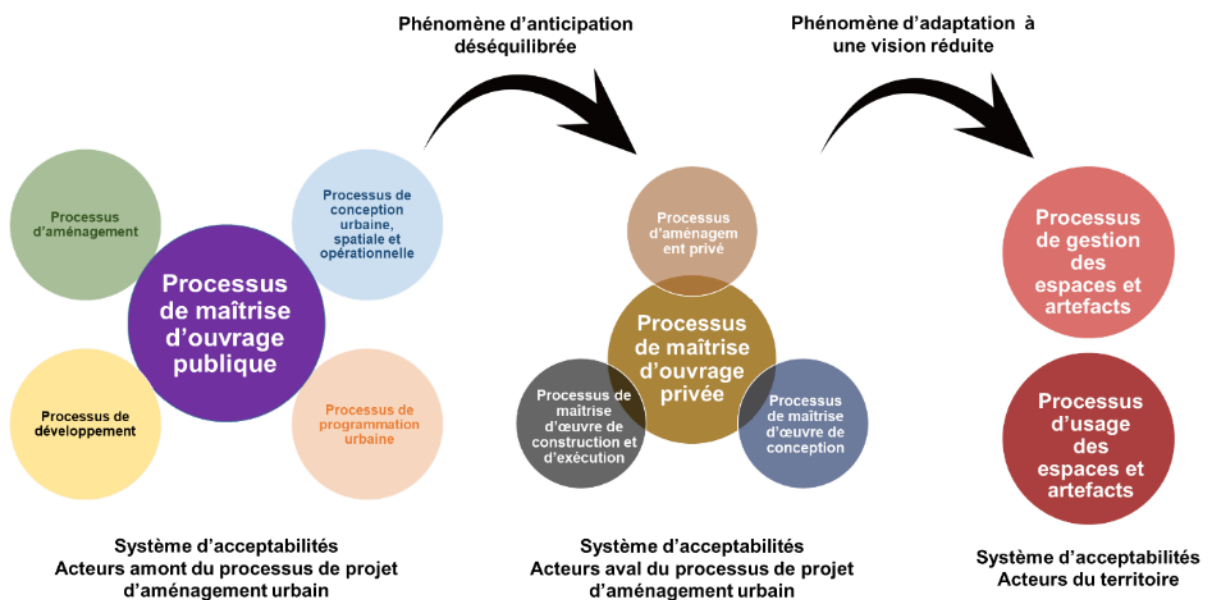 Phénomène d'anticipation
déséquilibrée
Phénomène d'adaptation à
une vision réduite
Processus
d'aménagement
Processus de
conception
urbaine,
spatiale et
opérationnelle
Processus
de maîtrise
d'ouvrage
publique
Processus de
développement
Processus de
programmation
urbaine
Système d'acceptabilités
Acteurs amont du processus de projet
d'aménagement urbain
Processus
d'aménagem
ent privé
Processus
de maîtrise
d'ouvrage
privée
Processus de
maîtrise
d'œuvre de
construction et
d'exécution
Processus
de maîtrise
d'œuvre de
conception
Système d'acceptabilités
Acteurs aval du processus de projet
d'aménagement urbain
Processus
de gestion
des
espaces et
artefacts
Processus
d'usage
des
espaces et
artefacts
Système d'acceptabilités
Acteurs du territoire